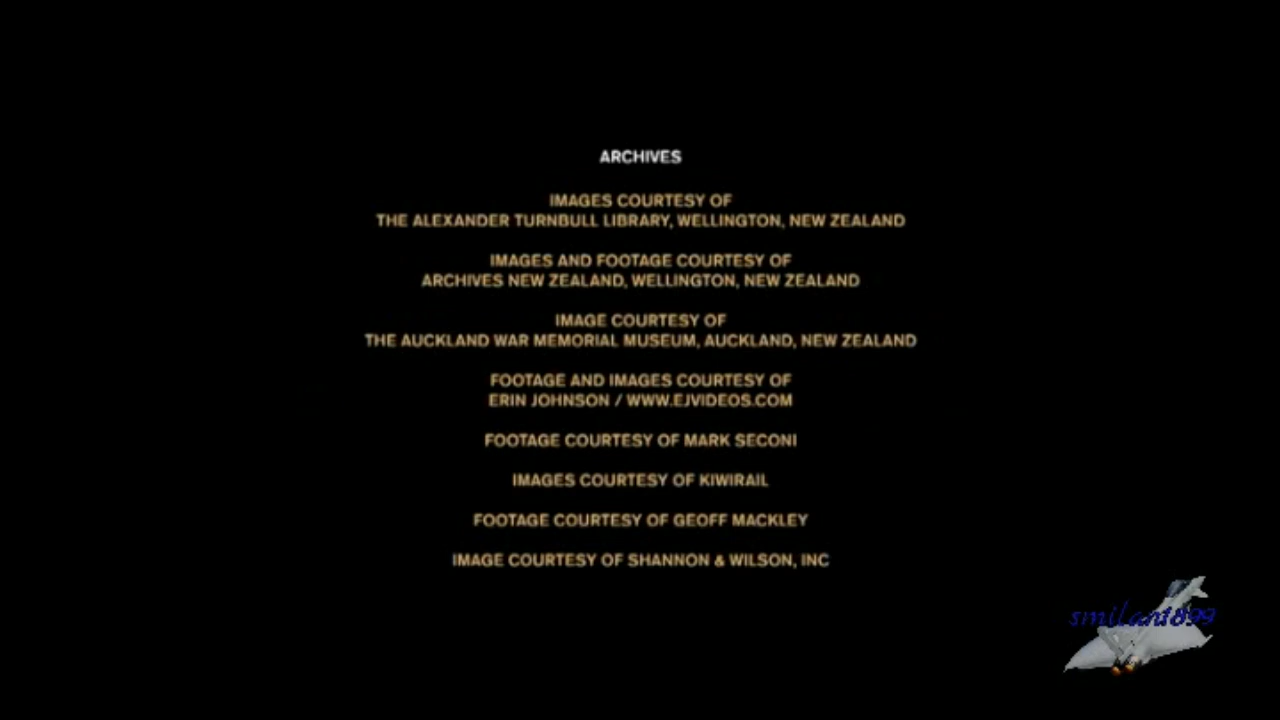 ARCHIVES
IMAGES COURTESY OF
THE ALEXANDER TURNBULL LIBRARY, WELLINGTON, NEW ZEALAND
IMAGES AND FOOTAGE COURTESY OF
ARCHIVES NEW ZEALAND, WELLINGTON, NEW ZEALAND
IMAGE COURTESY OF
THE AUCKLAND WAR MEMORIAL MUSEUM, AUCKLAND, NEW ZEALAND
FOOTAGE AND IMAGES COURTESY OF
ERIN JOHNSON / WWW.EJVIDEOS.COM
FOOTAGE COURTESY OF MARK SECONI
IMAGES COURTESY OF KIWIRAIL
FOOTAGE COURTESY OF GEOFF MACKLEY
IMAGE COURTESY OF SHANNON & WILSON, INC
smilant899